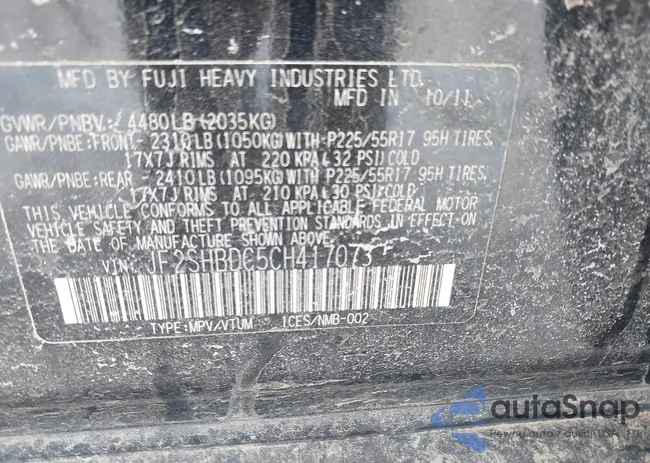 MFD BY FUJI HEAVY INDUSTRIES LTD.
MFD IN 10/11
GVWR/PNBV: 4480LB (2035KG)
GAWR/PNBE: FRONT- 2310LB (1050KG) WITH P225/55R17 95H TIRES,
17X7J RIMS AT 220 KPA (32 PSI) COLD
GAWR/PNBE: REAR - 2410LB (1095KG) WITH P225/55R17 95H TIRES,
17X7J RIMS AT 210 KPA (30 PSI) COLD
THIS VEHICLE CONFORMS TO ALL APPLICABLE FEDERAL MOTOR
VEHICLE SAFETY AND THEFT PREVENTION STANDARDS IN EFFECT ON
THE DATE OF MANUFACTURE SHOWN ABOVE.
VIN: JF2SHBDC5CH417073
TYPE: MPV/VTUM 1CES/NMB-002
autoSnap